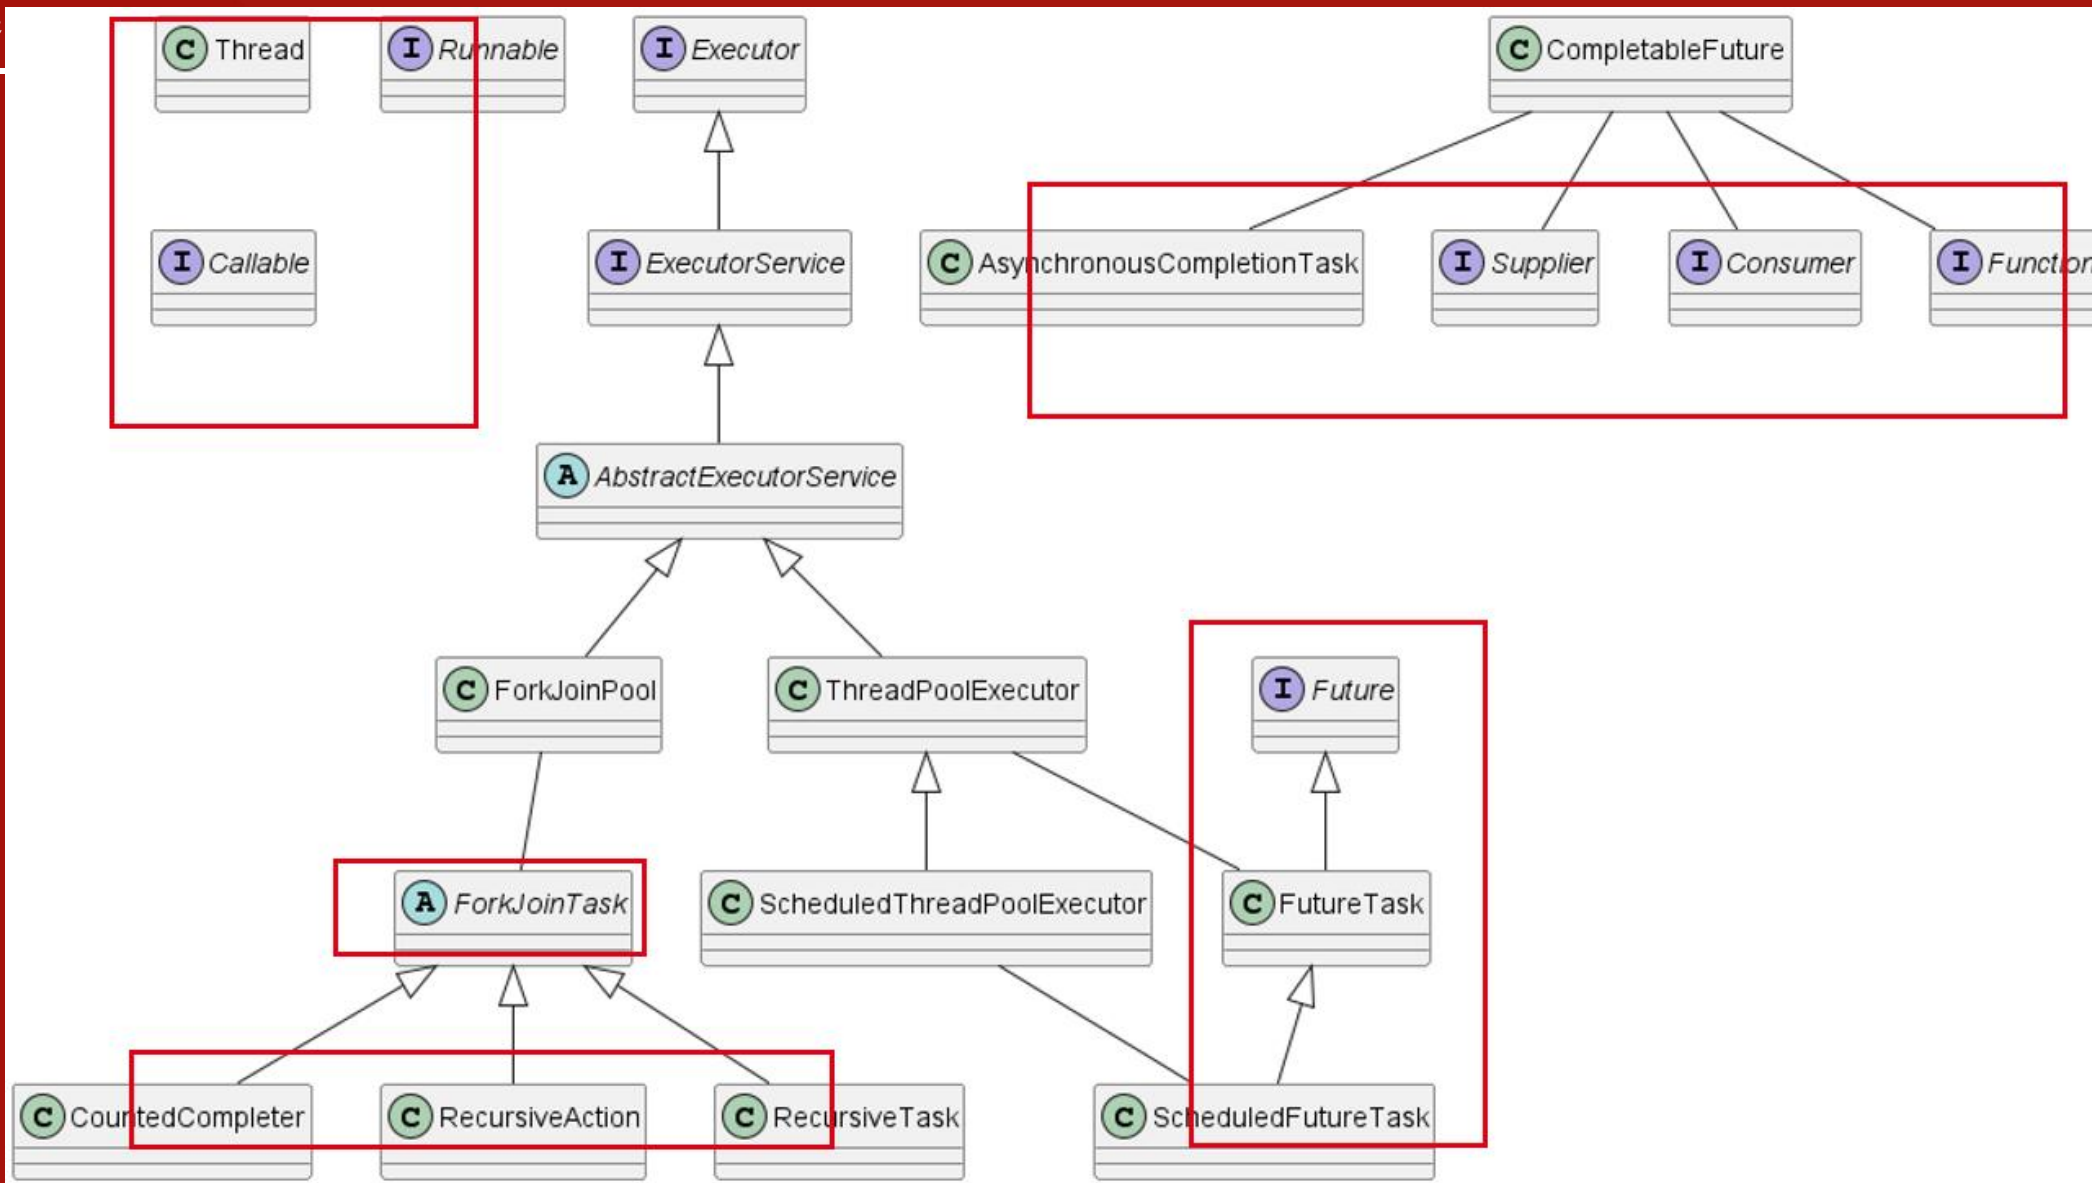 C Thread
I Runnable
I Executor
C CompletableFuture
I Callable
I ExecutorService
C AsynchronousCompletionTask
I Supplier
I Consumer
I Function
A AbstractExecutorService
C ForkJoinPool
C ThreadPoolExecutor
I Future
A ForkJoinTask
C ScheduledThreadPoolExecutor
C FutureTask
C CountedCompleter
C RecursiveAction
C RecursiveTask
C ScheduledFutureTask